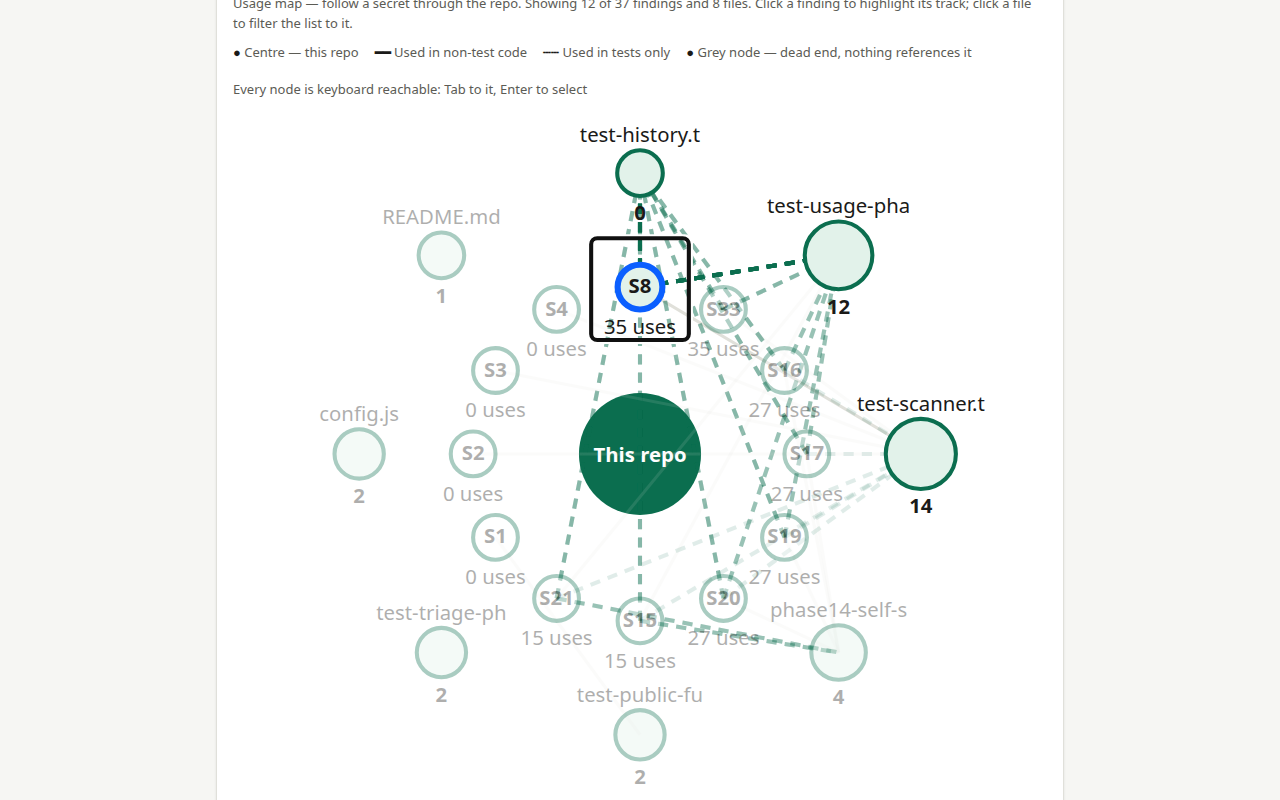 Usage map — follow a secret through the repo. Showing 12 of 37 findings and 8 files. Click a finding to highlight its track; click a file
to filter the list to it.
● Centre — this repo ━━ Used in non-test code ╌╌ Used in tests only ● Grey node — dead end, nothing references it
Every node is keyboard reachable: Tab to it, Enter to select
test-history.t
0
README.md
1
test-usage-pha
12
S8
35 uses
S4
0 uses
S33
35 uses
S3
0 uses
S16
27 uses
config.js
2
test-scanner.t
14
S2
0 uses
This repo
S17
27 uses
S1
0 uses
S19
27 uses
S21
15 uses
S15
15 uses
S20
27 uses
test-triage-ph
2
phase14-self-s
4
test-public-fu
2